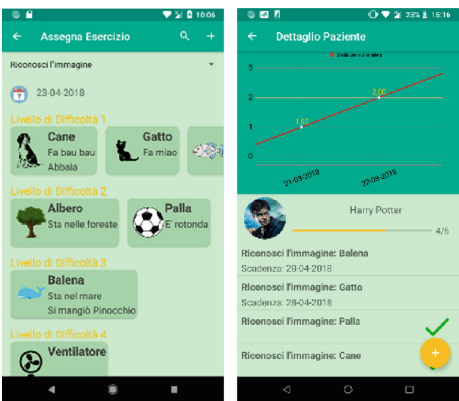 10:06
Assegna Esercizio
Riconosci l'immagine
23-04-2018
Livello di Difficoltà 1
Cane
Fa bau bau
Abbaia
Gatto
Fa miao
Livello di Difficoltà 2
Albero
Sta nelle foreste
Palla
E' rotonda
Livello di Difficoltà 3
Balena
Sta nel mare
Si mangiò Pinocchio
Livello di Difficoltà 4
Ventilatore
23% 15:16
Dettaglio Paziente
3
2
1
0
1,00
2,00
21-03-2018
22-03-2018
Harry Potter
4/6
Riconosci l'immagine: Balena
Scadenza: 28-04-2018
Riconosci l'immagine: Gatto
Scadenza: 28-04-2018
Riconosci l'immagine: Palla
Riconosci l'immagine: Cane